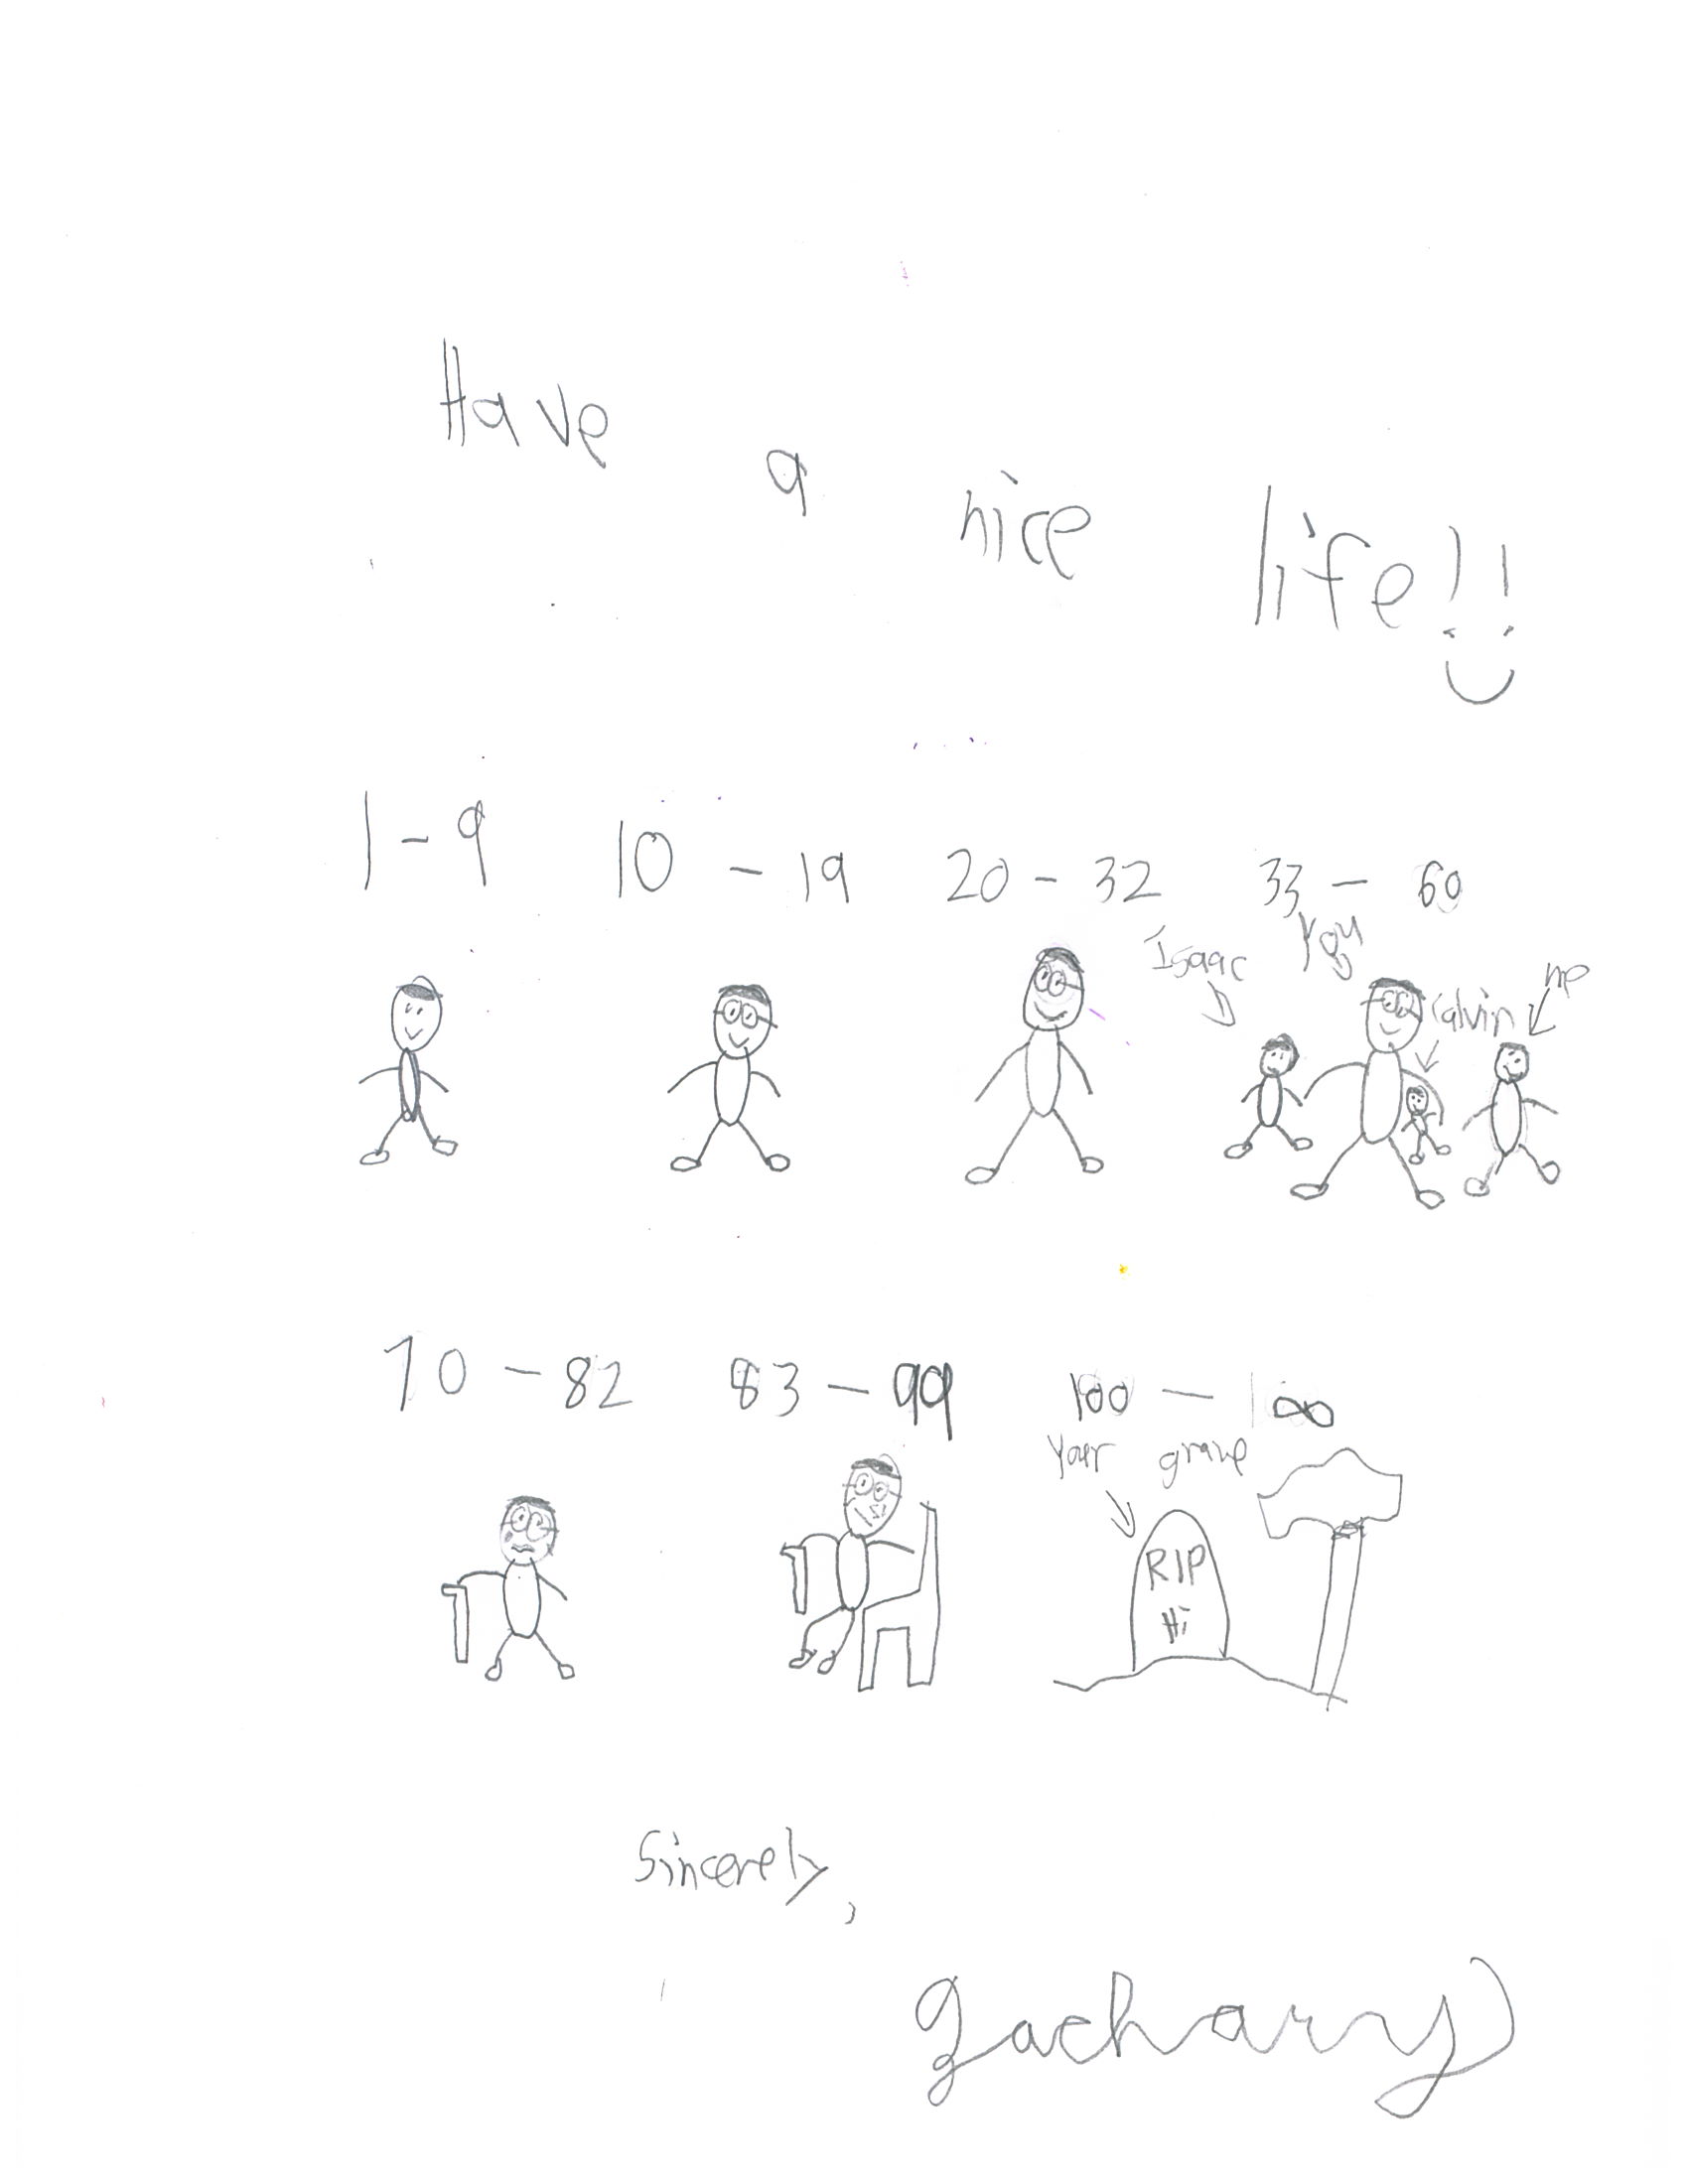 Have a nice life!!
1-9 10 - 19 20 - 32 33 - 60
Isaac You Calvin me
70 - 82 83 - 99 100 - 1∞
Your grave
RIP
Hi
Sincerely,
Zachary